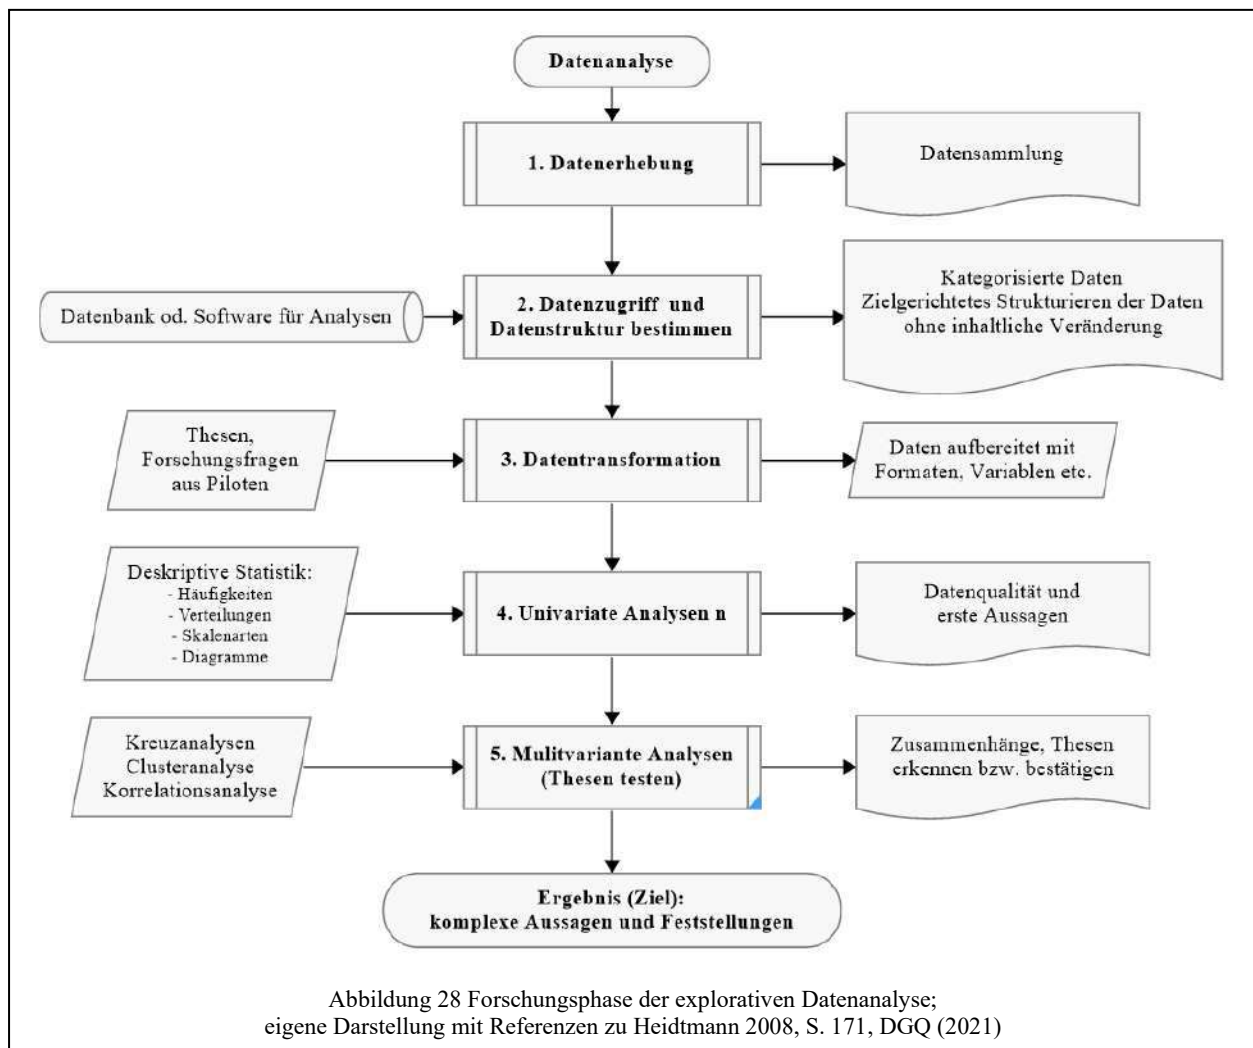 Datenanalyse
1. Datenerhebung
Datensammlung
Datenbank od. Software für Analysen
2. Datenzugriff und
Datenstruktur bestimmen
Kategorisierte Daten
Zielgerichtetes Strukturieren der Daten
ohne inhaltliche Veränderung
Thesen,
Forschungsfragen
aus Piloten
3. Datentransformation
Daten aufbereitet mit
Formaten, Variablen etc.
Deskriptive Statistik:
- Häufigkeiten
- Verteilungen
- Skalenarten
- Diagramme
4. Univariate Analysen n
Datenqualität und
erste Aussagen
Kreuzanalysen
Clusteranalyse
Korrelationsanalyse
5. Mulitvariante Analysen
(Thesen testen)
Zusammenhänge, Thesen
erkennen bzw. bestätigen
Ergebnis (Ziel):
komplexe Aussagen und Feststellungen
Abbildung 28 Forschungsphase der explorativen Datenanalyse;
eigene Darstellung mit Referenzen zu Heidtmann 2008, S. 171, DGQ (2021)